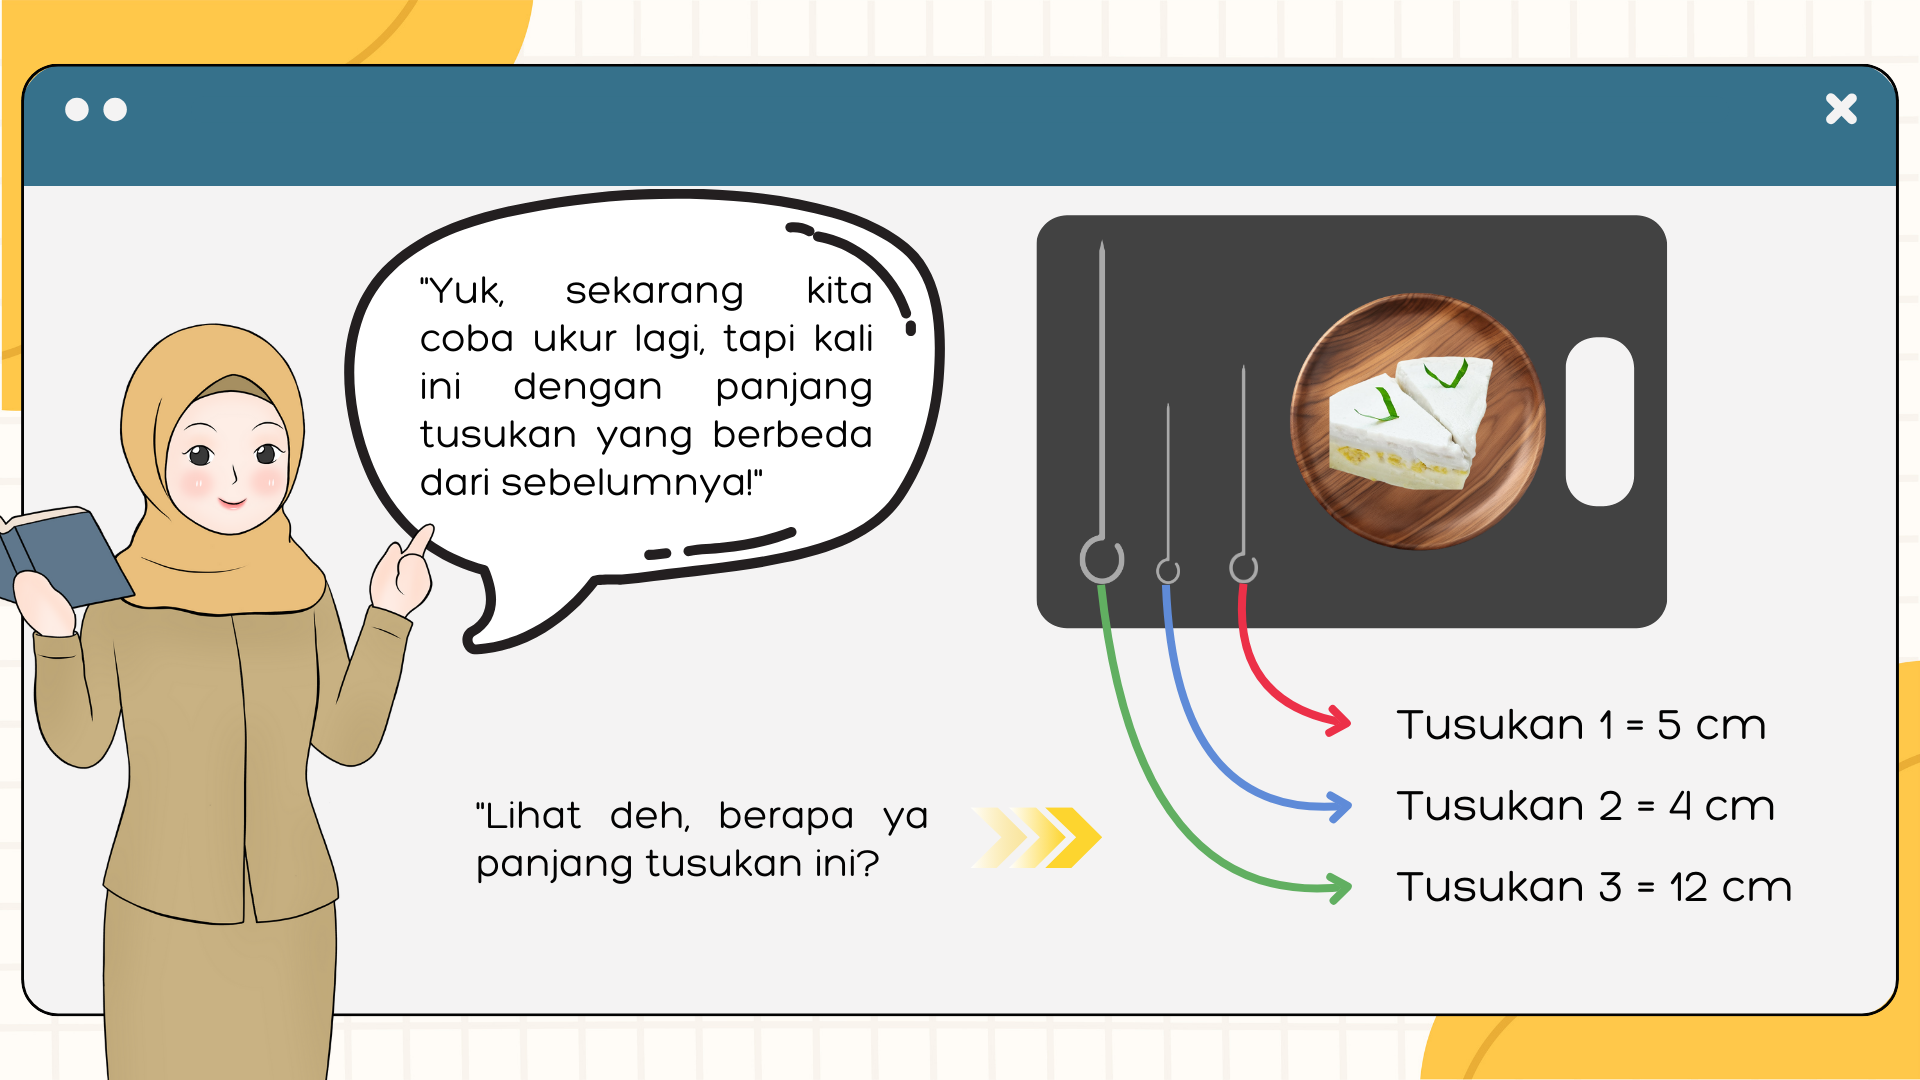 "Yuk, sekarang kita
coba ukur lagi, tapi kali
ini dengan panjang
tusukan yang berbeda
dari sebelumnya!"
"Lihat deh, berapa ya
panjang tusukan ini?
Tusukan 1 = 5 cm
Tusukan 2 = 4 cm
Tusukan 3 = 12 cm